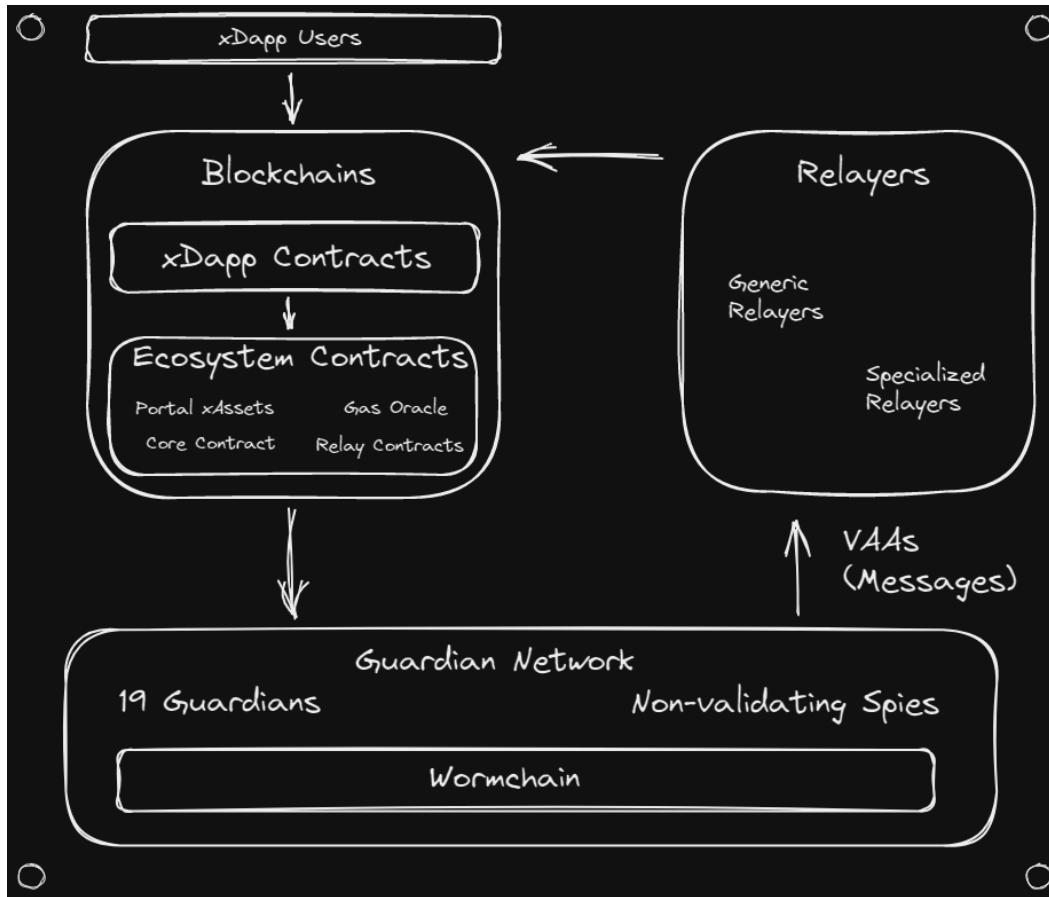 xDapp Users
Blockchains
xDapp Contracts
Ecosystem Contracts
Portal xAssets
Gas Oracle
Core Contract
Relay Contracts
Relayers
Generic
Relayers
Specialized
Relayers
VAAs
(Messages)
Guardian Network
19 Guardians
Non-validating Spies
Wormchain